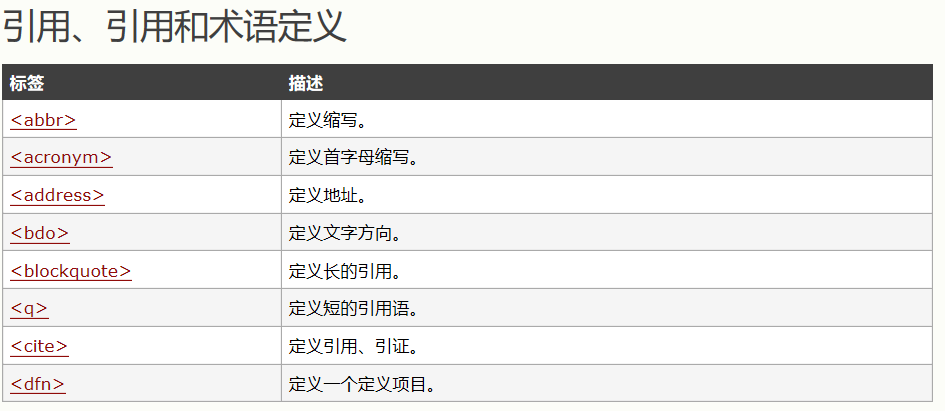 引用、引用和术语定义
标签 描述
<abbr> 定义缩写。
<acronym> 定义首字母缩写。
<address> 定义地址。
<bdo> 定义文字方向。
<blockquote> 定义长的引用。
<q> 定义短的引用语。
<cite> 定义引用、引证。
<dfn> 定义一个定义项目。